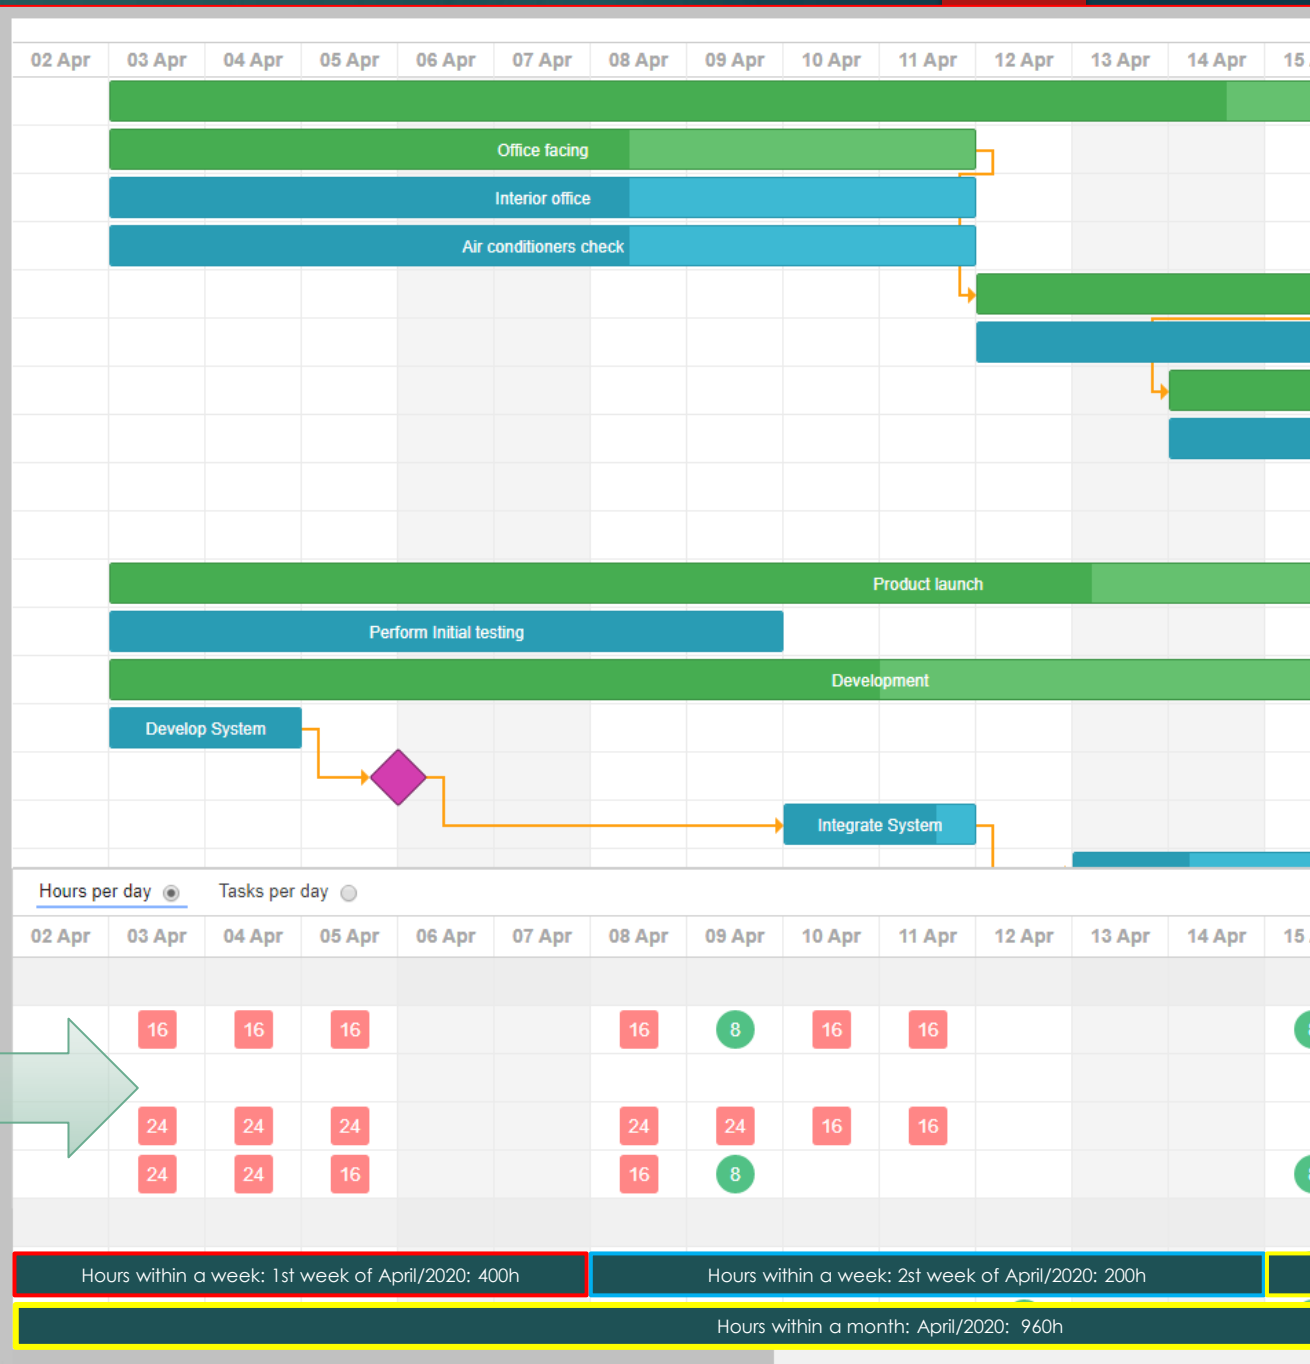 02 Apr 03 Apr 04 Apr 05 Apr 06 Apr 07 Apr 08 Apr 09 Apr 10 Apr 11 Apr 12 Apr 13 Apr 14 Apr 15
Office facing
Interior office
Air conditioners check
Product launch
Perform Initial testing
Development
Develop System
Integrate System
Hours per day Tasks per day
02 Apr 03 Apr 04 Apr 05 Apr 06 Apr 07 Apr 08 Apr 09 Apr 10 Apr 11 Apr 12 Apr 13 Apr 14 Apr 15
16 16 16 16 8 16 16
24 24 24 24 24 16 16
24 24 16 16 8
Hours within a week: 1st week of April/2020: 400h Hours within a week: 2st week of April/2020: 200h
Hours within a month: April/2020: 960h